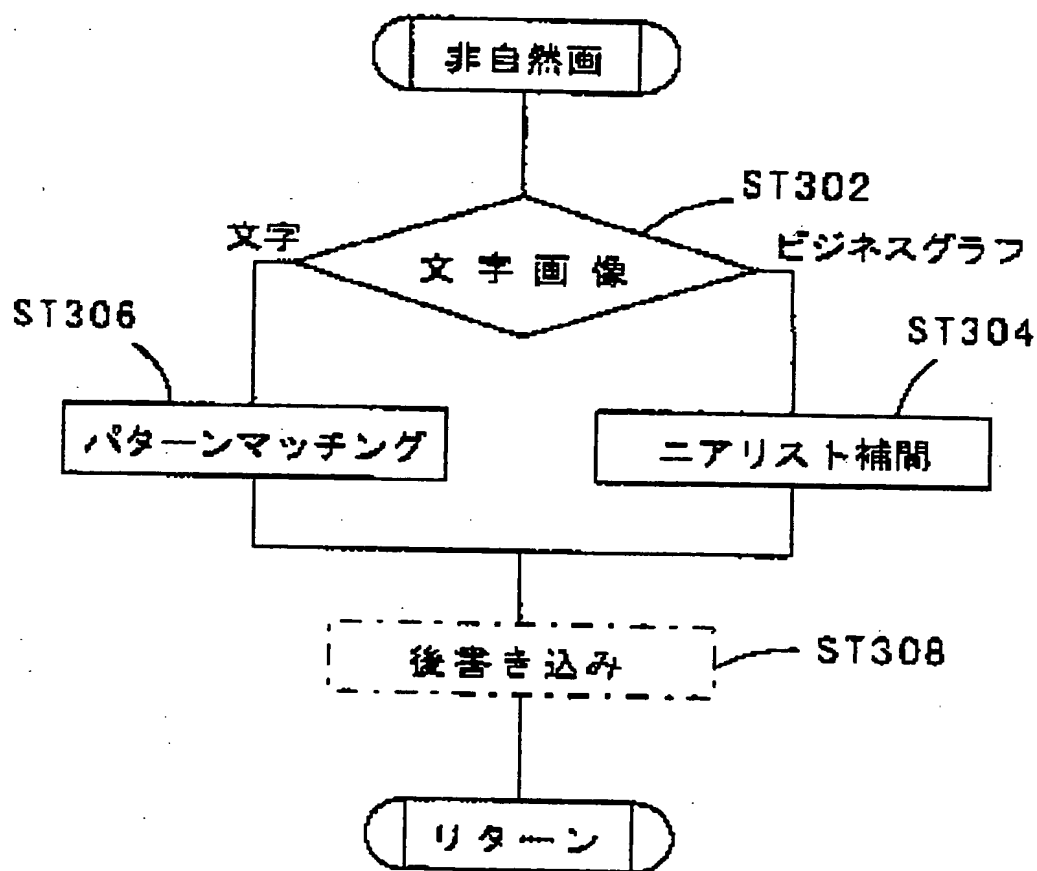 非自然画
ST302
文字
文字画像
ビジネスグラフ
ST306
ST304
パターンマッチング
ニアリスト補間
後書き込み
ST308
リターン